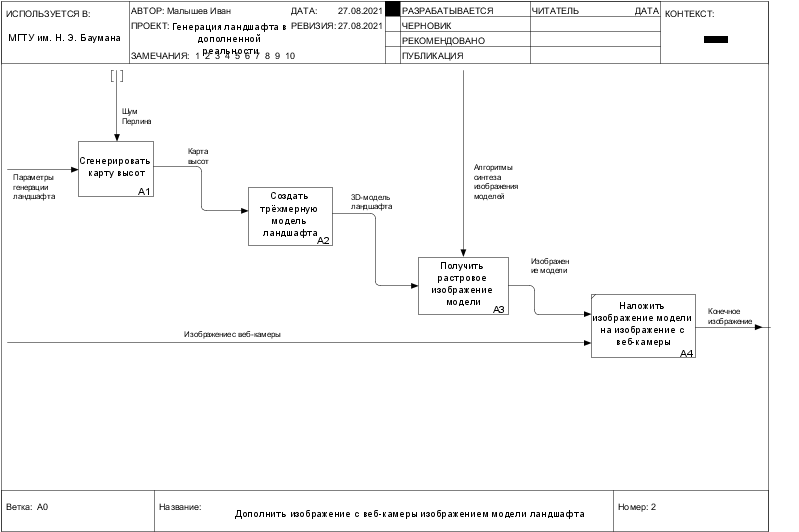 ИСПОЛЬЗУЕТСЯ В:
МГТУ им. Н. Э. Баумана
АВТОР: Малышев Иван
ДАТА: 27.08.2021
ПРОЕКТ: Генерация ландшафта в
дополненной
реальности
РЕВИЗИЯ: 27.08.2021
ЗАМЕЧАНИЯ: 1 2 3 4 5 6 7 8 9 10
РАЗРАБАТЫВАЕТСЯ
ЧЕРНОВИК
РЕКОМЕНДОВАНО
ПУБЛИКАЦИЯ
ЧИТАТЕЛЬ
ДАТА
КОНТЕКСТ:
Шум
Перлина
Параметры
генерации
ландшафта
Сгенерировать
карту высот
A1
Карта
высот
Создать
трёхмерную
модель
ландшафта
A2
3D-модель
ландшафта
Алгоритмы
синтеза
изображения
моделей
Получить
растровое
изображение
модели
A3
Изображен
ие модели
Наложить
изображение модели
на изображение с
веб-камеры
A4
Конечное
изображение
Изображение с веб-камеры
Ветка: A0
Название:
Дополнить изображение с веб-камеры изображением модели ландшафта
Номер: 2